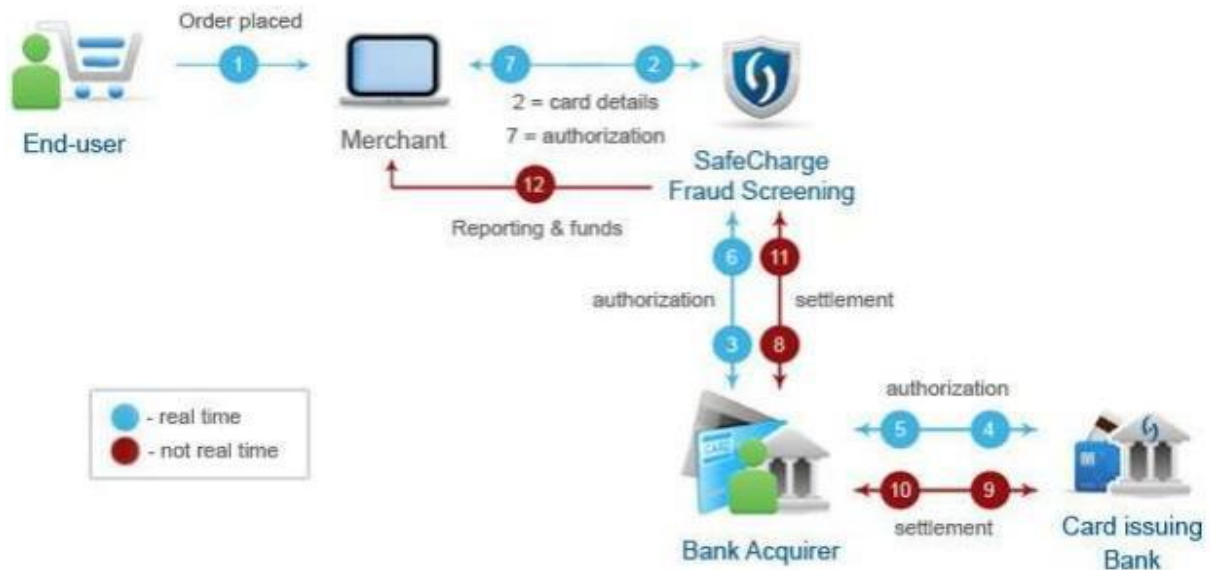 Order placed
1
7
2
2 = card details
7 = authorization
End-user
Merchant
SafeCharge
Fraud Screening
12
Reporting & funds
6
11
authorization
settlement
3
8
- real time
- not real time
CARD
M
authorization
5
4
10
9
settlement
Bank Acquirer
Card issuing
Bank